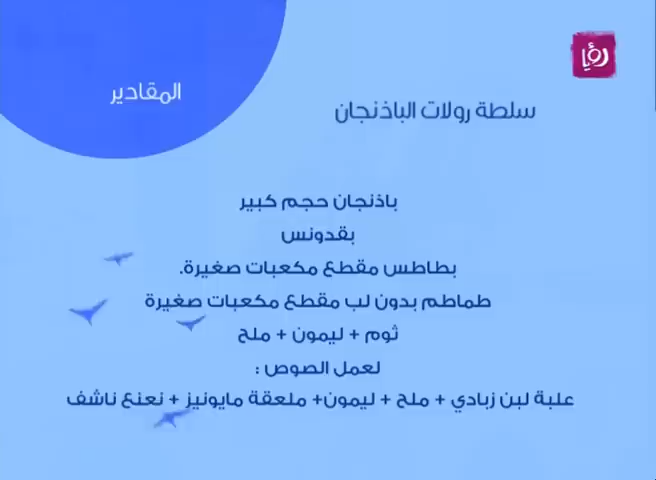 رؤيا
المقادير
سلطة رولات الباذنجان
باذنجان حجم كبير
بقدونس
بطاطس مقطع مكعبات صغيرة.
طماطم بدون لب مقطع مكعبات صغيرة
ثوم + ليمون + ملح
لعمل الصوص :
علبة لبن زبادي + ملح + ليمون+ ملعقة مايونيز + نعنع ناشف